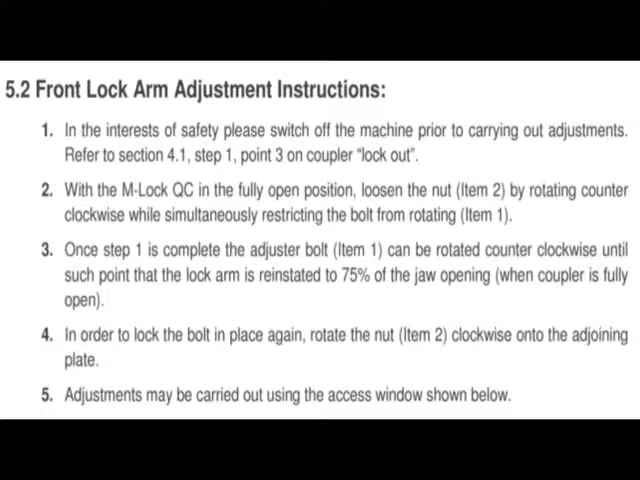 5.2 Front Lock Arm Adjustment Instructions:
1. In the interests of safety please switch off the machine prior to carrying out adjustments.
Refer to section 4.1, step 1, point 3 on coupler “lock out”.
2. With the M-Lock QC in the fully open position, loosen the nut (Item 2) by rotating counter
clockwise while simultaneously restricting the bolt from rotating (Item 1).
3. Once step 1 is complete the adjuster bolt (Item 1) can be rotated counter clockwise until
such point that the lock arm is reinstated to 75% of the jaw opening (when coupler is fully
open).
4. In order to lock the bolt in place again, rotate the nut (Item 2) clockwise onto the adjoining
plate.
5. Adjustments may be carried out using the access window shown below.